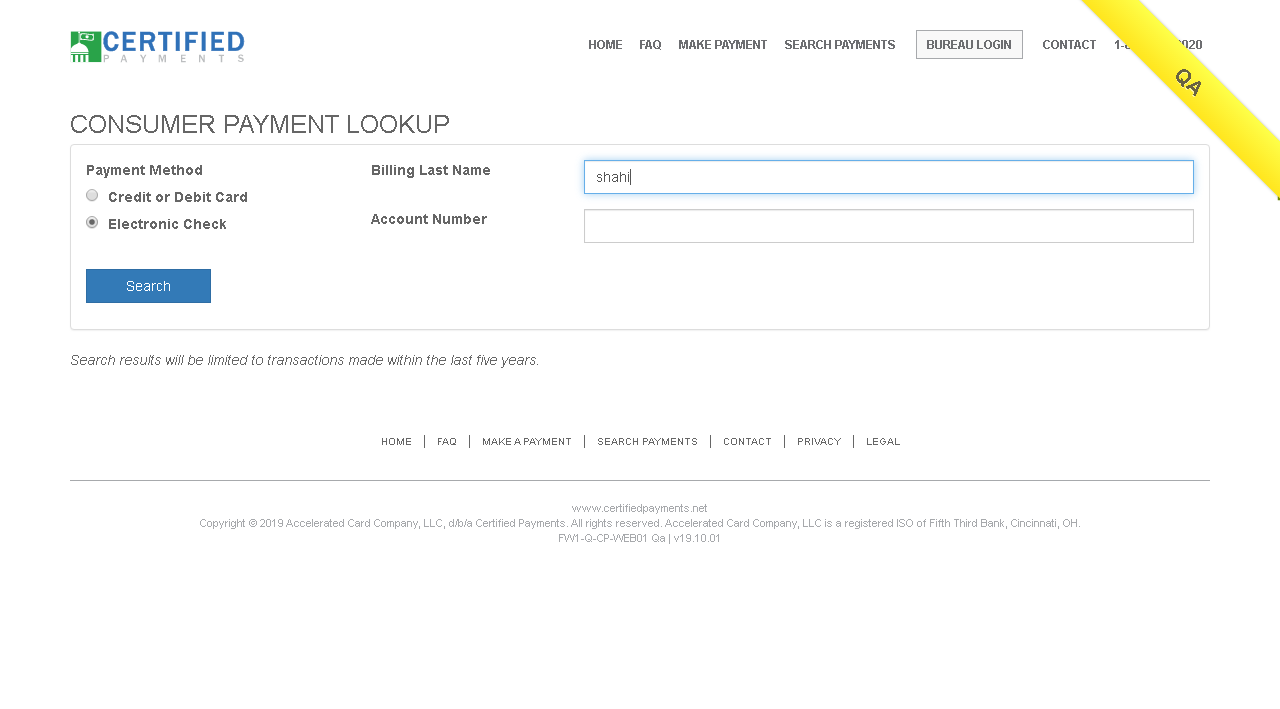 CERTIFIED
PAYMENTS
HOME FAQ MAKE PAYMENT SEARCH PAYMENTS BUREAU LOGIN CONTACT
QA
CONSUMER PAYMENT LOOKUP
Payment Method
Credit or Debit Card
Electronic Check
Billing Last Name
shahi
Account Number
Search
Search results will be limited to transactions made within the last five years.
HOME | FAQ | MAKE A PAYMENT | SEARCH PAYMENTS | CONTACT | PRIVACY | LEGAL
www.certifiedpayments.net
Copyright © 2019 Accelerated Card Company, LLC, d/b/a Certified Payments. All rights reserved. Accelerated Card Company, LLC is a registered ISO of Fifth Third Bank, Cincinnati, OH.
FW1-Q-CP-WEB01 Qa | v19.10.01